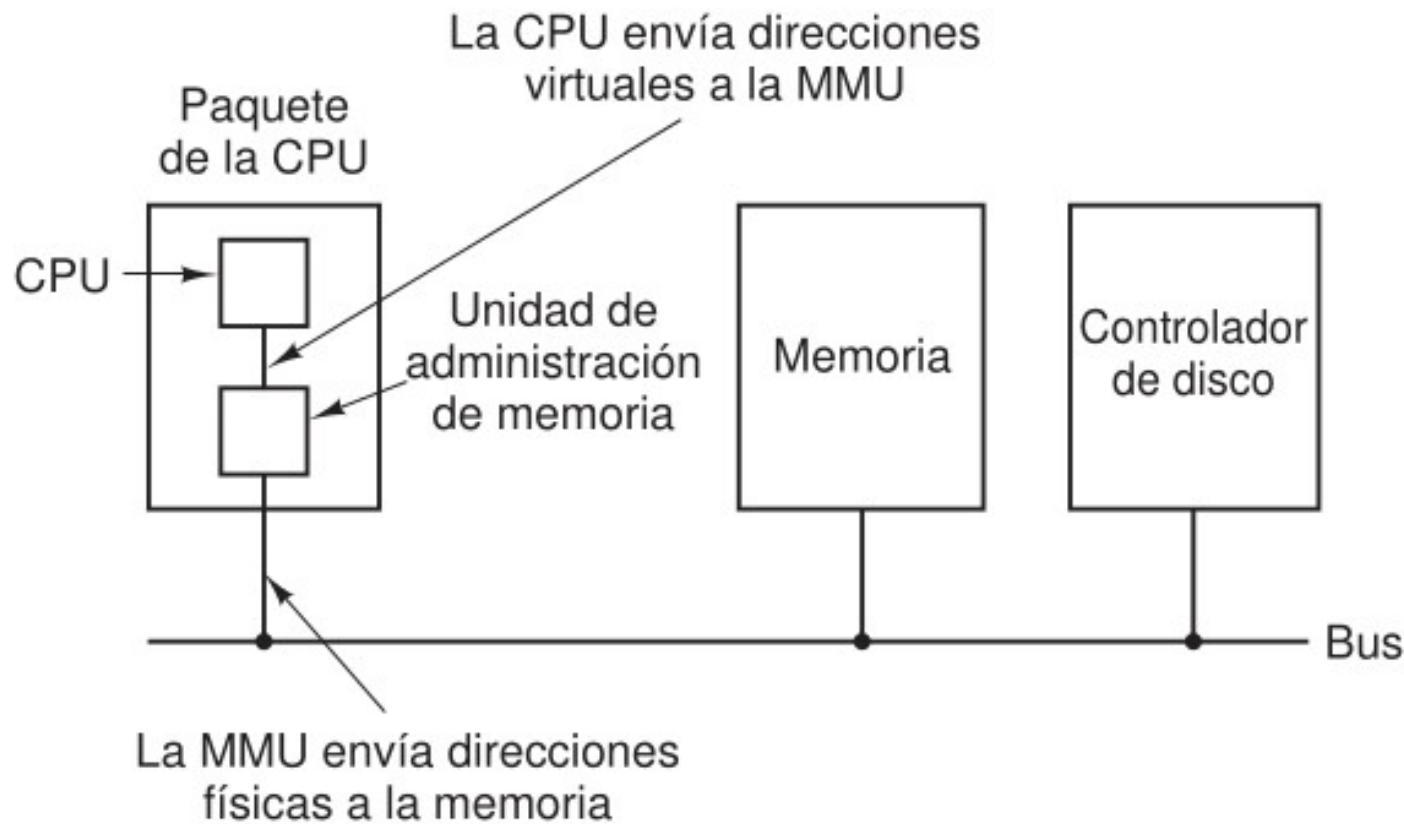 La CPU envía direcciones
virtuales a la MMU
Paquete
de la CPU
CPU
Unidad de
administración
de memoria
Memoria
Controlador
de disco
Bus
La MMU envía direcciones
físicas a la memoria